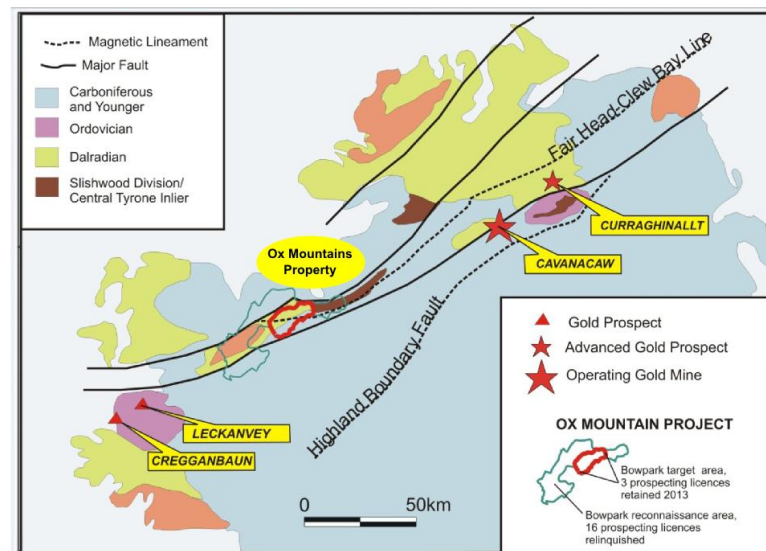 Magnetic Lineament
Major Fault
Carboniferous
and Younger
Ordovician
Dalradian
Slishwood Division/
Central Tyrone Inlier
Fair Head-Clew Bay Line
CURRAGHINALLT
CAVANACAW
Ox Mountains
Property
Highland Boundary Fault
LECKANVEY
CREGGANBAUN
0 50km
Gold Prospect
Advanced Gold Prospect
Operating Gold Mine
OX MOUNTAIN PROJECT
Bowpark target area,
3 prospecting licences
retained 2013
Bowpark reconnaissance area,
16 prospecting licences
relinquished